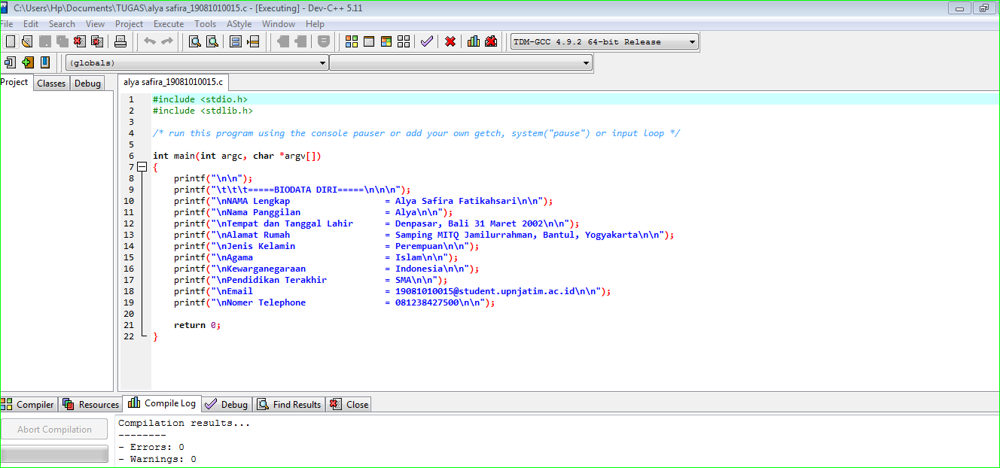 C:\Users\Hp\Documents\TUGAS\alya safira_19081010015.c - [Executing] - Dev-C++ 5.11
File Edit Search View Project Execute Tools AStyle Window Help
TDM-GCC 4.9.2 64-bit Release
(globals)
Project Classes Debug
alya safira_19081010015.c
1 #include <stdio.h>
2 #include <stdlib.h>
3
4 /* run this program using the console pauser or add your own getch, system("pause") or input loop */
5
6 int main(int argc, char *argv[])
7 {
8 printf("\n\n");
9 printf("\t\t\t=====BIODATA DIRI=====\n\n\n");
10 printf("\nNAMA Lengkap = Alya Safira Fatikahsari\n\n");
11 printf("\nNama Panggilan = Alya\n\n");
12 printf("\nTempat dan Tanggal Lahir = Denpasar, Bali 31 Maret 2002\n\n");
13 printf("\nAlamat Rumah = Samping MITQ Jamilurrahman, Bantul, Yogyakarta\n\n");
14 printf("\nJenis Kelamin = Perempuan\n\n");
15 printf("\nAgama = Islam\n\n");
16 printf("\nKewarganegaraan = Indonesia\n\n");
17 printf("\nPendidikan Terakhir = SMA\n\n");
18 printf("\nEmail = 19081010015@student.upnjatim.ac.id\n\n");
19 printf("\nNomer Telephone = 081238427500\n\n");
20
21 return 0;
22 }
Compiler Resources Compile Log Debug Find Results Close
Abort Compilation
Compilation results...
--------
- Errors: 0
- Warnings: 0